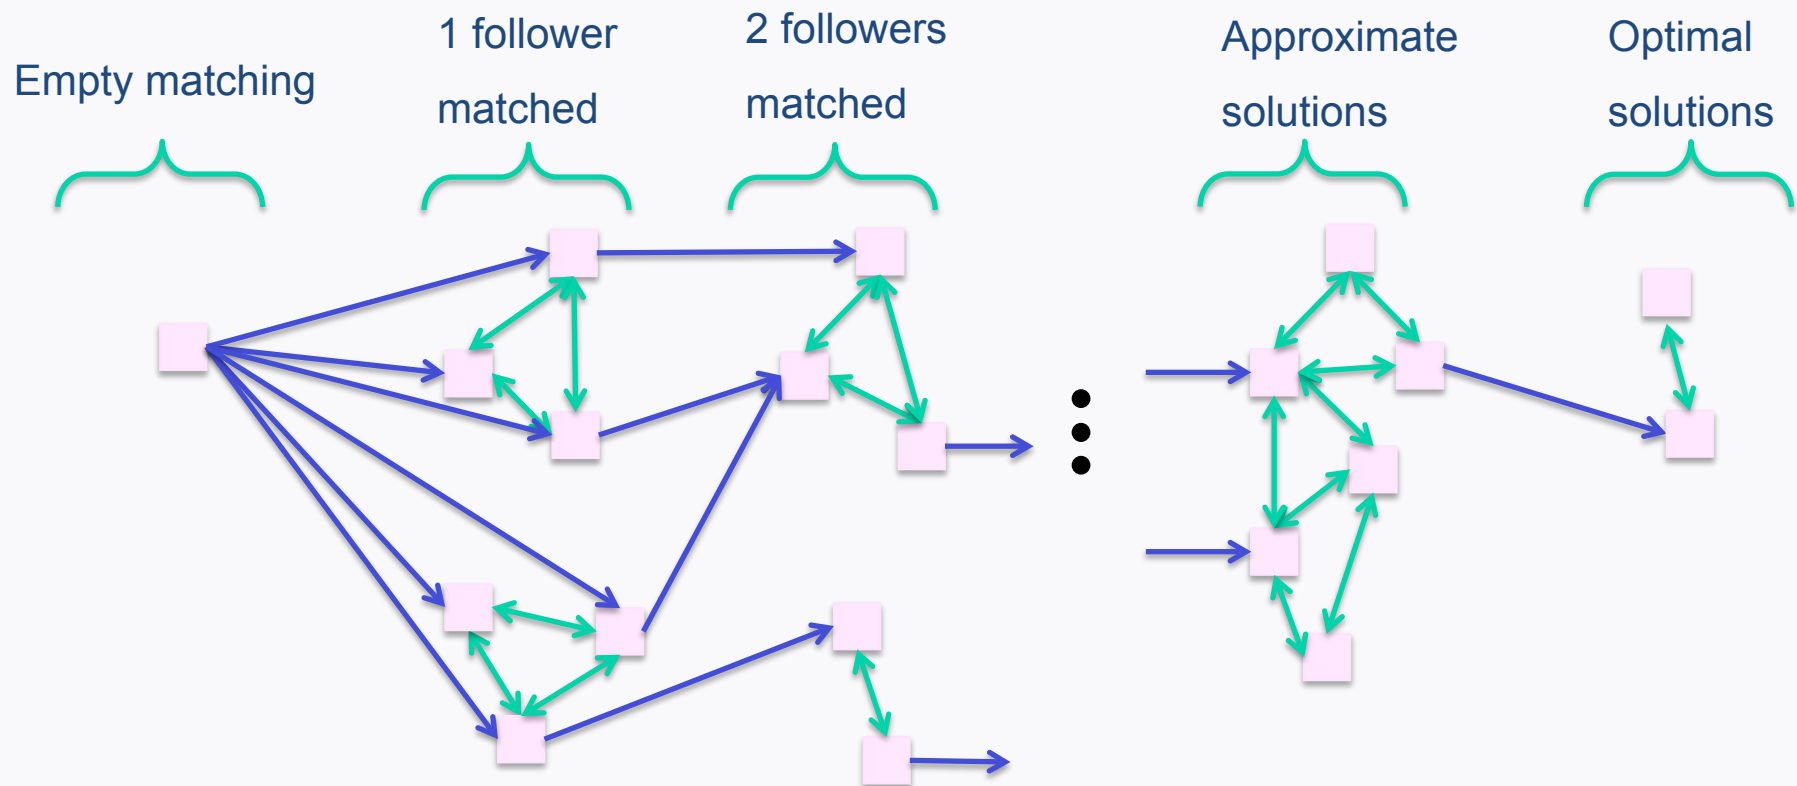 Empty matching
1 follower
matched
2 followers
matched
Approximate
solutions
Optimal
solutions